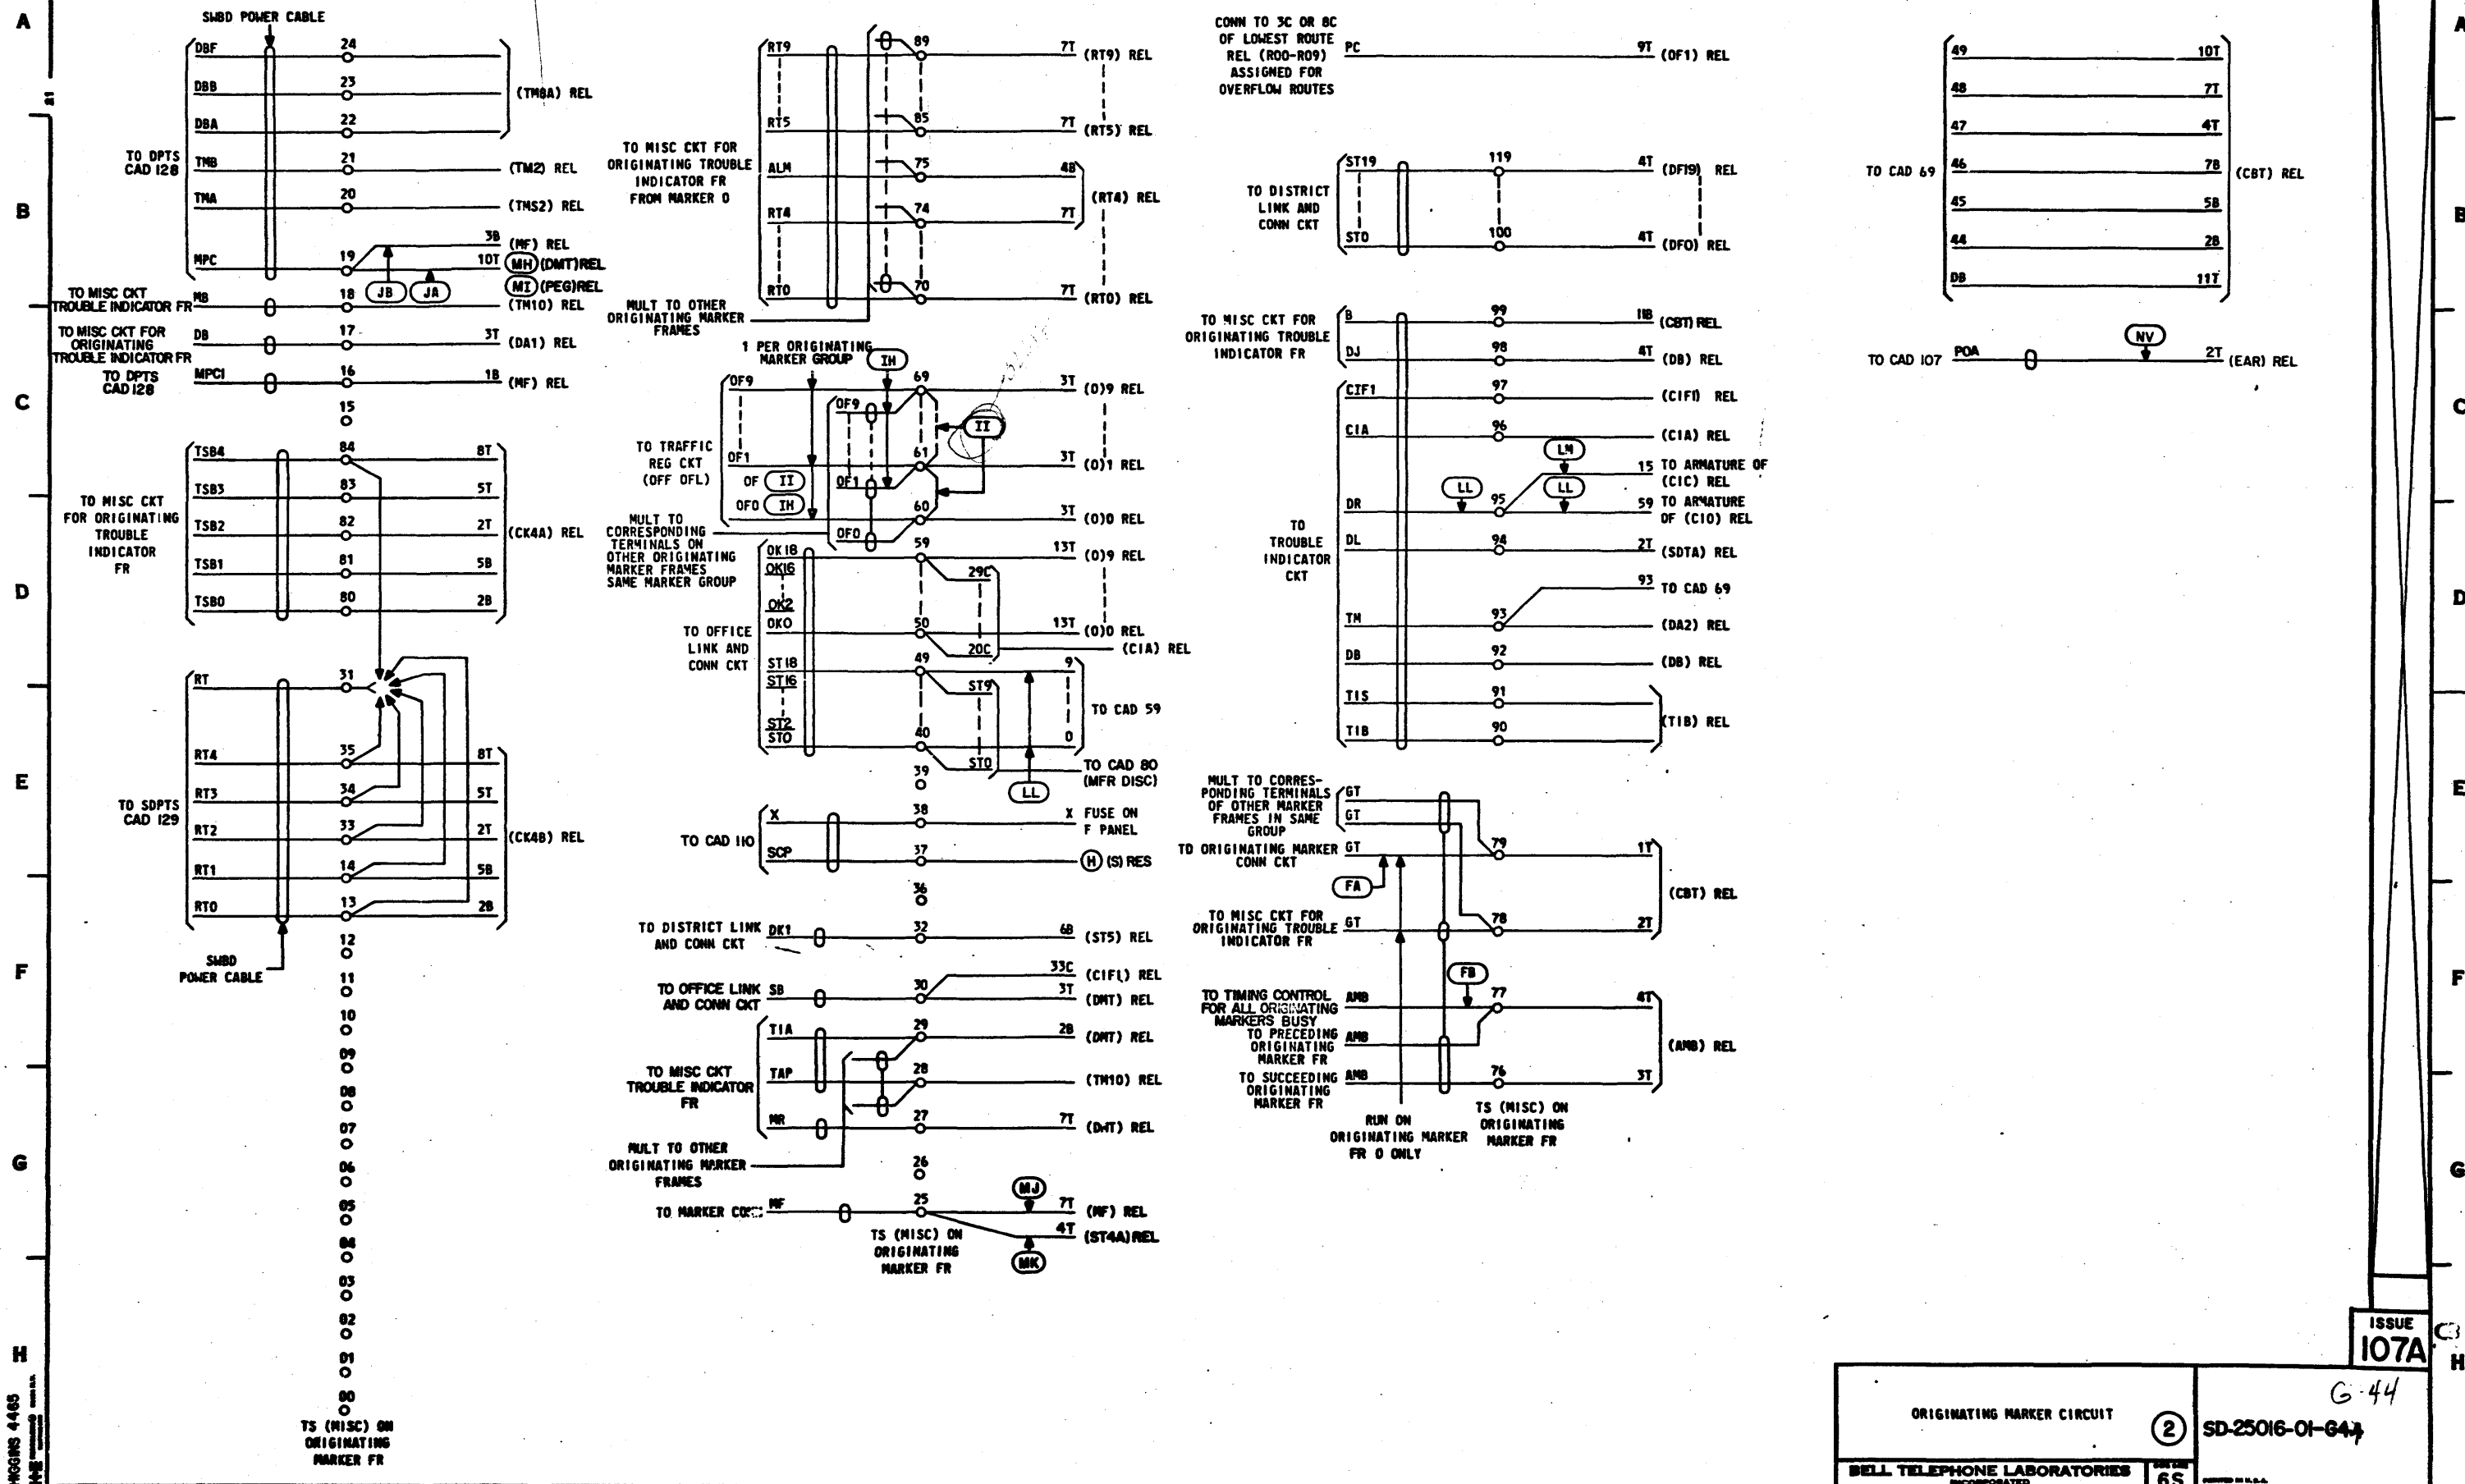 A
SWBD POWER CABLE
DBF 24
DBB 23 (TM8A) REL
DBA 22
TO DPTS
CAD 128
TMB 21 (TM2) REL
TMA 20 (TMS2) REL
3B (MF) REL
MPC 19 10T MH (DMT)REL
JB JA MI (PEG)REL
TO MISC CKT
TROUBLE INDICATOR FR MB 18 (TM10) REL
TO MISC CKT FOR
ORIGINATING
TROUBLE INDICATOR FR DB 17 3T (DA1) REL
TO DPTS
CAD 128 MPC1 16 1B (MF) REL
15
TO MISC CKT
FOR ORIGINATING
TROUBLE
INDICATOR
FR
TSB4 84 8T
TSB3 83 5T
TSB2 82 2T (CK4A) REL
TSB1 81 5B
TSB0 80 2B
RT 31
TO SDPTS
CAD 129
RT4 35 8T
RT3 34 5T
RT2 33 2T (CK4B) REL
RT1 14 5B
RT0 13 2B
SWBD
POWER CABLE
12
11
10
09
08
07
06
05
04
03
02
01
00
TS (MISC) ON
ORIGINATING
MARKER FR
TO MISC CKT FOR
ORIGINATING TROUBLE
INDICATOR FR
FROM MARKER 0
RT9 89 7T (RT9) REL
RT5 85 7T (RT5) REL
ALM 75 4B
(RT4) REL
RT4 74 7T
RT0 70 7T (RT0) REL
MULT TO OTHER
ORIGINATING MARKER
FRAMES
1 PER ORIGINATING
MARKER GROUP IH
OF9 69 3T (0)9 REL
OF9
II
TO TRAFFIC
REG CKT
(OFF OFL)
OF1 61 3T (0)1 REL
OF II OF1
OF0 IH 60 3T (0)0 REL
OF0
MULT TO
CORRESPONDING
TERMINALS ON
OTHER ORIGINATING
MARKER FRAMES
SAME MARKER GROUP
OK18 59 13T (0)9 REL
OK16 29C
OK2
OK0 50 13T (0)0 REL
20C (CIA) REL
TO OFFICE
LINK AND
CONN CKT
ST18 49 9
ST16 ST9
TO CAD 59
ST2
ST0 40 0
ST0 TO CAD 80
(MFR DISC)
39 LL
TO CAD 110
X 38 X FUSE ON
F PANEL
SCP 37 H (S) RES
36
TO DISTRICT LINK
AND CONN CKT DK1 32 6B (ST5) REL
33C (CIF1) REL
TO OFFICE LINK
AND CONN CKT SB 30 3T (DMT) REL
TIA 29 2B (DMT) REL
TO MISC CKT
TROUBLE INDICATOR
FR
TAP 28 (TM10) REL
MR 27 7T (DMT) REL
MULT TO OTHER
ORIGINATING MARKER
FRAMES
26
MJ
TO MARKER MF 25 7T (MF) REL
4T (ST4A)REL
MK
TS (MISC) ON
ORIGINATING
MARKER FR
CONN TO 3C OR 8C
OF LOWEST ROUTE
REL (R00-R09)
ASSIGNED FOR
OVERFLOW ROUTES
PC 9T (OF1) REL
TO DISTRICT
LINK AND
CONN CKT
ST19 119 4T (DF19) REL
ST0 100 4T (DF0) REL
TO MISC CKT FOR
ORIGINATING TROUBLE
INDICATOR FR
B 99 11B (CBT) REL
DJ 98 4T (DB) REL
TO
TROUBLE
INDICATOR
CKT
CIF1 97 (CIF1) REL
CIA 96 (CIA) REL
LM 15 TO ARMATURE OF
(CIC) REL
LL LL
DR 95 59 TO ARMATURE
OF (CIO) REL
DL 94 2T (SDTA) REL
93 TO CAD 69
TM 93 (DA2) REL
DB 92 (DB) REL
TIS 91
(TIB) REL
TIB 90
MULT TO CORRES-
PONDING TERMINALS
OF OTHER MARKER
FRAMES IN SAME
GROUP
GT
GT
TO ORIGINATING MARKER
CONN CKT GT 79 1T
FA (CBT) REL
TO MISC CKT FOR
ORIGINATING TROUBLE
INDICATOR FR GT 78 2T
FB
TO TIMING CONTROL
FOR ALL ORIGINATING
MARKERS BUSY AMB 77 4T
TO PRECEDING
ORIGINATING
MARKER FR AMB
(AMB) REL
TO SUCCEEDING
ORIGINATING
MARKER FR AMB 76 3T
RUN ON
ORIGINATING MARKER
FR 0 ONLY
TS (MISC) ON
ORIGINATING
MARKER FR
TO CAD 69
49 10T
48 7T
47 4T
46 7B (CBT) REL
45 5B
44 2B
DB 11T
NV
TO CAD 107 POA 2T (EAR) REL
A
B
C
D
E
F
G
H
B
C
D
E
F
G
H
21
HIGGINS 4465
ISSUE
107A
G-44
ORIGINATING MARKER CIRCUIT
2
SD-25016-01-G44
BELL TELEPHONE LABORATORIES
INCORPORATED
6S